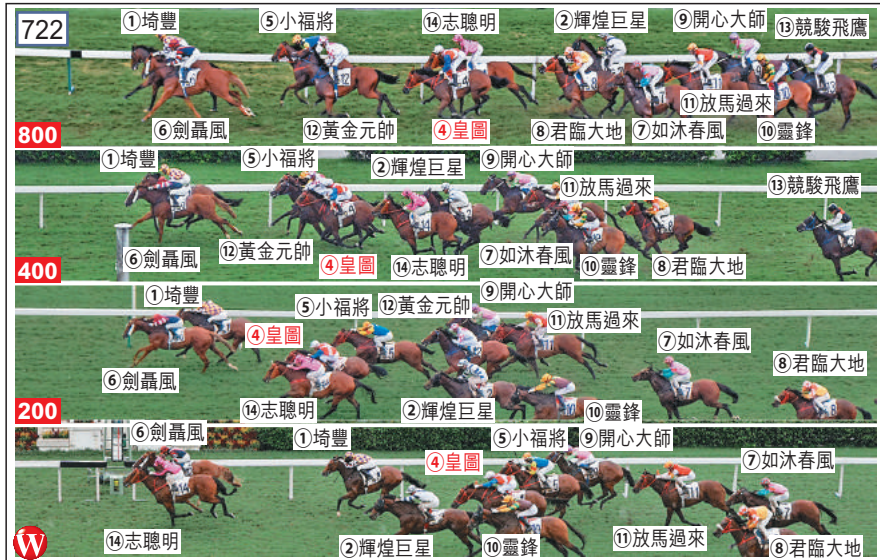 722
①埼豐 ⑤小福將 ⑭志聰明 ②輝煌巨星 ⑨開心大師 ⑬競駿飛鷹
800
⑥劍聶風 ⑫黃金元帥 ④皇圖 ⑧君臨大地 ⑦如沐春風 ⑪放馬過來 ⑩靈鋒
①埼豐 ⑤小福將 ②輝煌巨星 ⑨開心大師 ⑪放馬過來 ⑬競駿飛鷹
400
⑥劍聶風 ⑫黃金元帥 ④皇圖 ⑭志聰明 ⑦如沐春風 ⑩靈鋒 ⑧君臨大地
①埼豐 ④皇圖 ⑤小福將 ⑫黃金元帥 ⑨開心大師 ⑪放馬過來 ⑦如沐春風 ⑧君臨大地
200
⑥劍聶風 ⑭志聰明 ②輝煌巨星 ⑩靈鋒
⑥劍聶風 ①埼豐 ④皇圖 ⑤小福將 ⑨開心大師 ⑦如沐春風
W
⑭志聰明 ②輝煌巨星 ⑩靈鋒 ⑪放馬過來 ⑧君臨大地